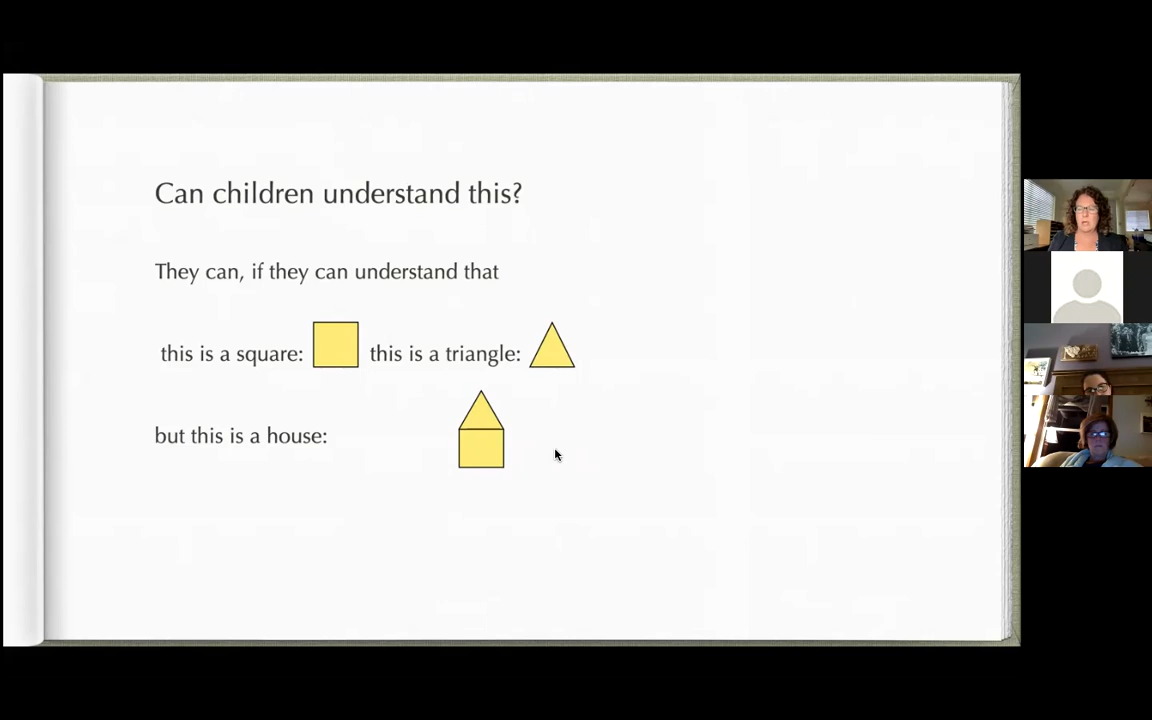 Can children understand this?
They can, if they can understand that
this is a square: this is a triangle:
but this is a house: